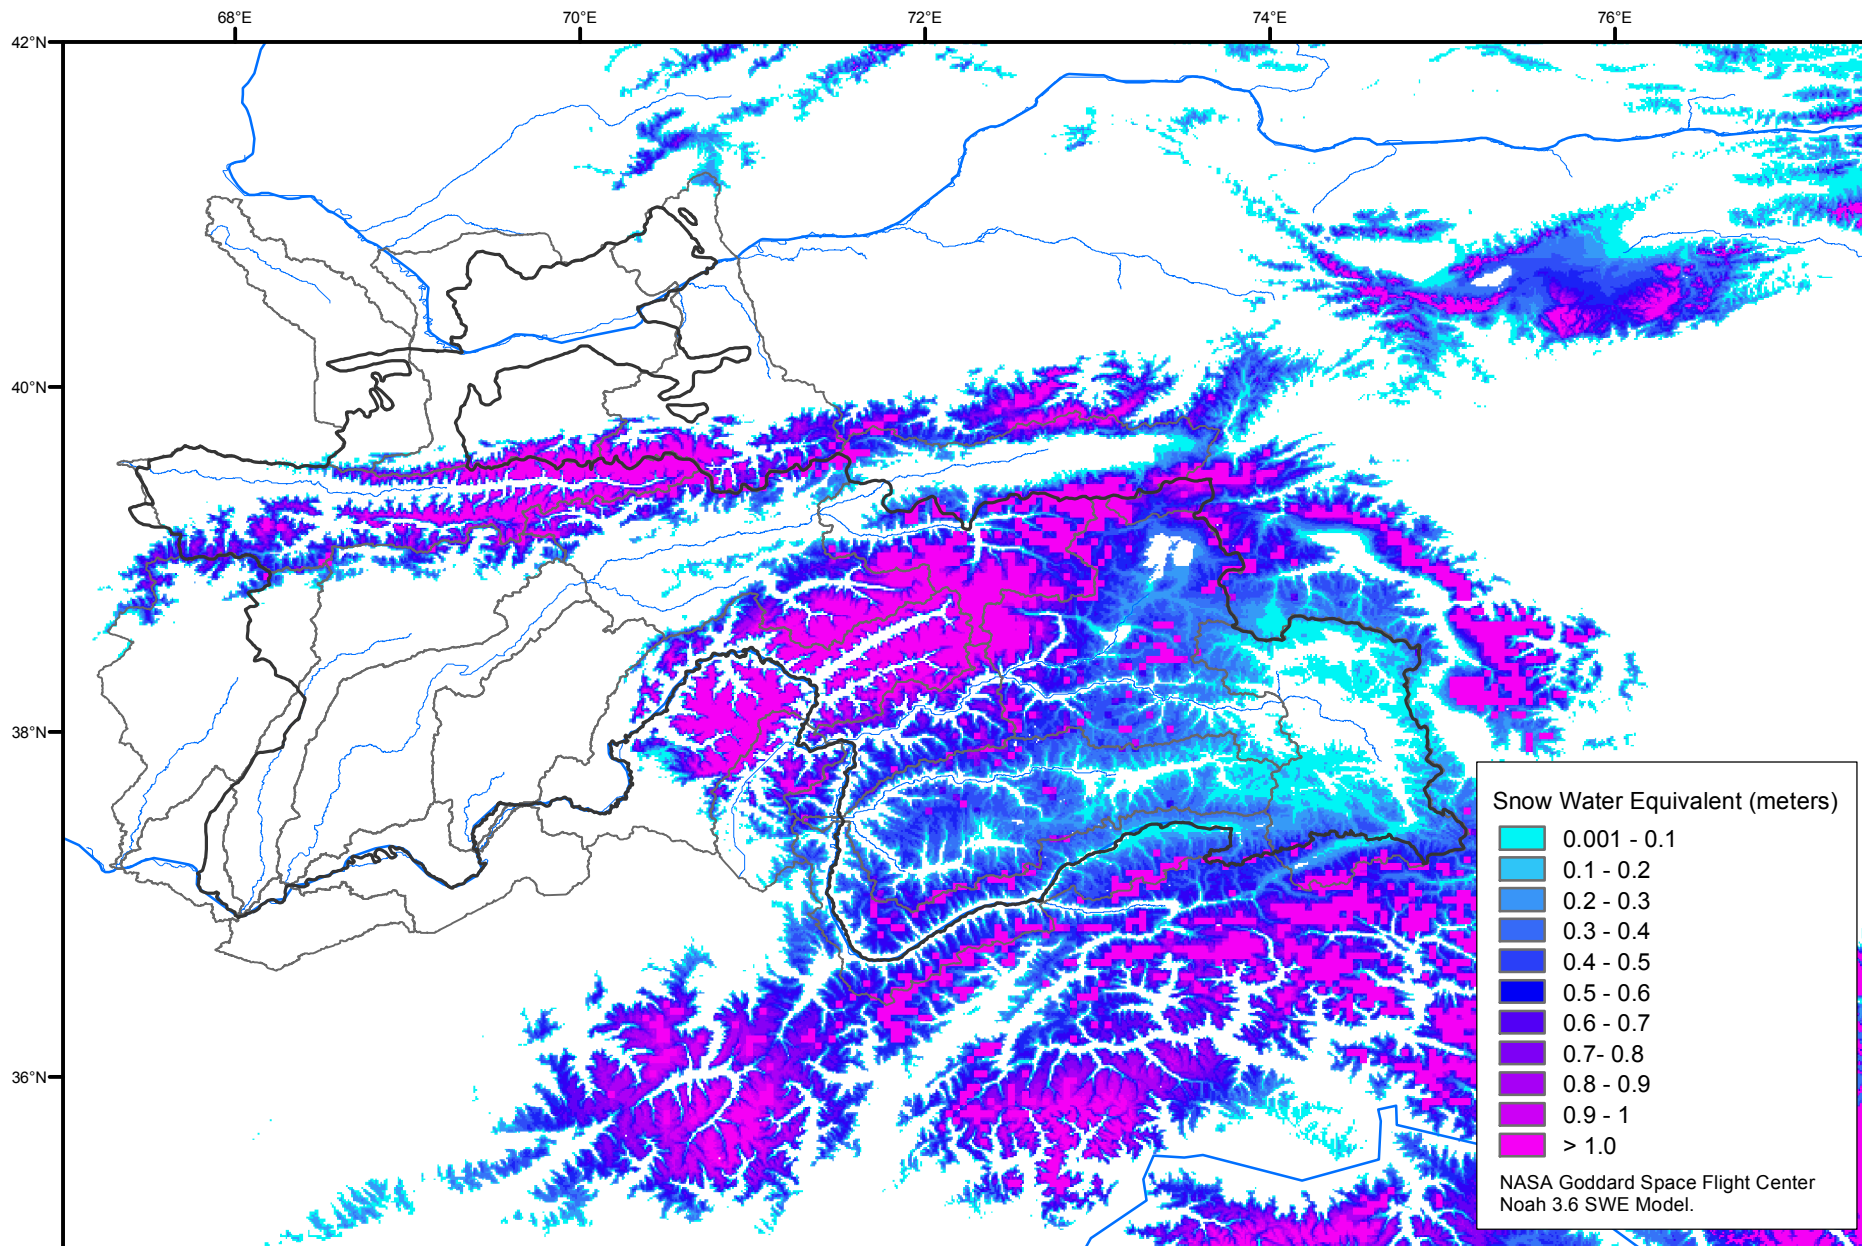 68°E 70°E 72°E 74°E 76°E
42°N
40°N
38°N
36°N
Snow Water Equivalent (meters)
0.001 - 0.1
0.1 - 0.2
0.2 - 0.3
0.3 - 0.4
0.4 - 0.5
0.5 - 0.6
0.6 - 0.7
0.7- 0.8
0.8 - 0.9
0.9 - 1
> 1.0
NASA Goddard Space Flight Center
Noah 3.6 SWE Model.